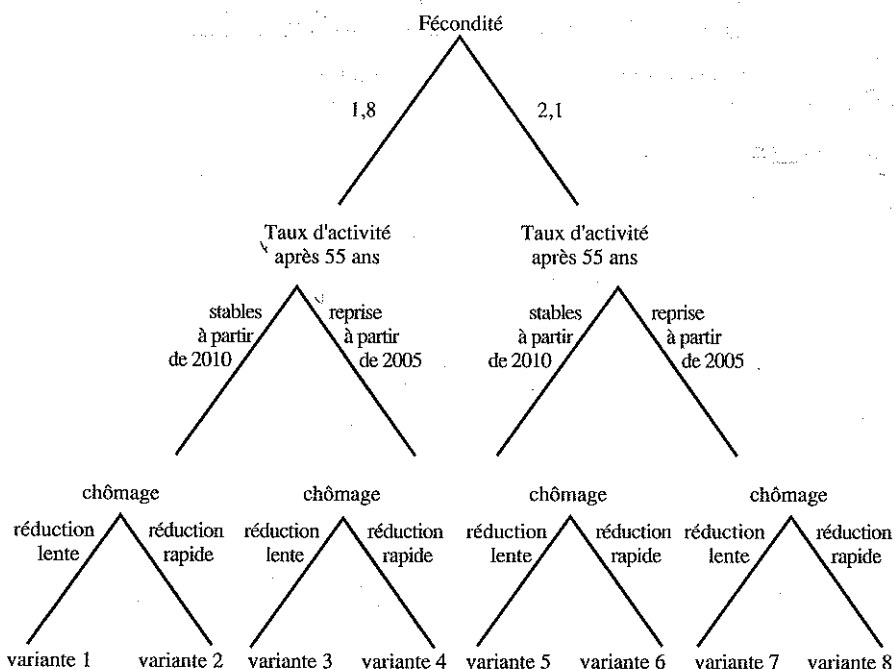 Fécondité
1,8 2,1
Taux d'activité Taux d'activité
après 55 ans après 55 ans
stables reprise stables reprise
à partir à partir à partir à partir
de 2010 de 2005 de 2010 de 2005
chômage chômage chômage chômage
réduction réduction réduction réduction réduction réduction réduction réduction
lente rapide lente rapide lente rapide lente rapide
variante 1 variante 2 variante 3 variante 4 variante 5 variante 6 variante 7 variante 8